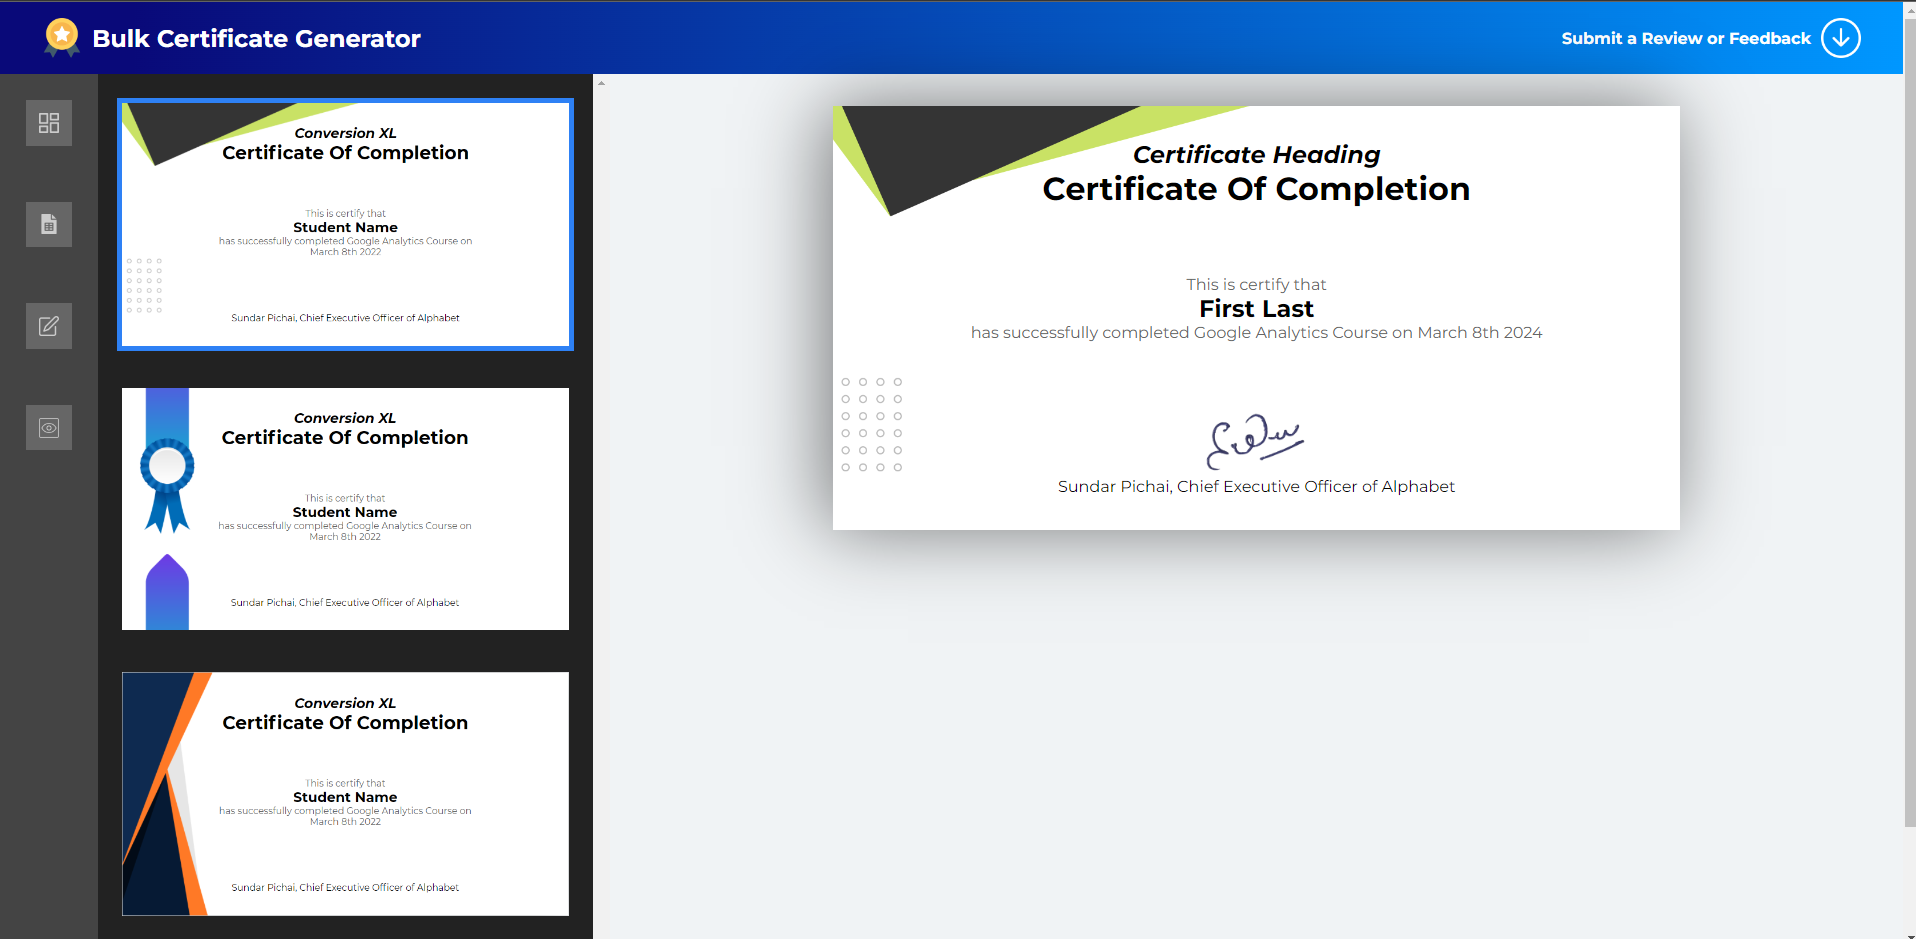 Bulk Certificate Generator
Submit a Review or Feedback
Conversion XL
Certificate Of Completion
This is certify that
Student Name
has successfully completed Google Analytics Course on
March 8th 2022
Sundar Pichai, Chief Executive Officer of Alphabet
Conversion XL
Certificate Of Completion
This is certify that
Student Name
has successfully completed Google Analytics Course on
March 8th 2022
Sundar Pichai, Chief Executive Officer of Alphabet
Conversion XL
Certificate Of Completion
This is certify that
Student Name
has successfully completed Google Analytics Course on
March 8th 2022
Sundar Pichai, Chief Executive Officer of Alphabet
Certificate Heading
Certificate Of Completion
This is certify that
First Last
has successfully completed Google Analytics Course on March 8th 2024
Sundar Pichai, Chief Executive Officer of Alphabet